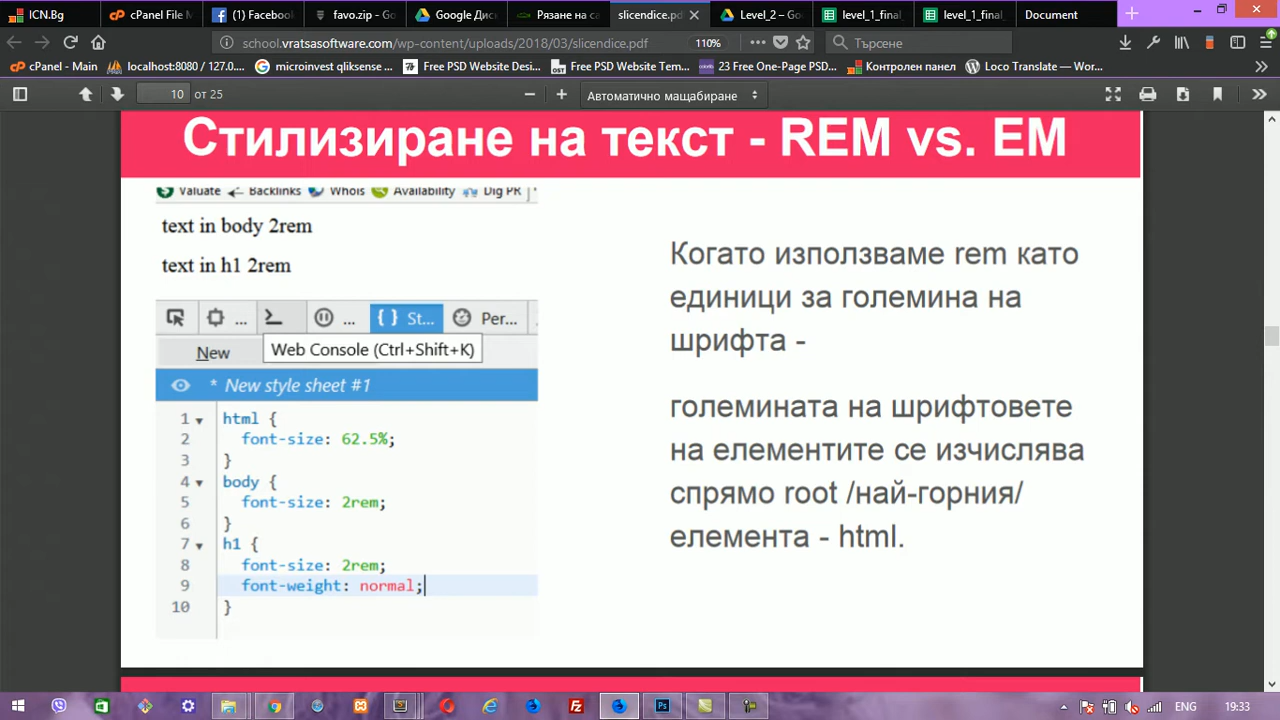 ICN.Bg
cPanel File M
(1) Facebook.
favo.zip - Go
Google Дис
Рязане на са
slicendice.pd
Level_2 – Goo
level_1_final
level_1_final_
Document
school.vratsasoftware.com/wp-content/uploads/2018/03/slicendice.pdf
110%
Търсене
cPanel - Main
localhost:8080 / 127.0...
microinvest qliksense ...
Free PSD Website Desi...
Free PSD Website Tem...
23 Free One-Page PSD...
Контролен панел
Loco Translate — Wor...
10 от 25
Автоматично мащабиране
Стилизиране на текст - REM vs. EM
Valuate Backlinks Whois Availability Dig PR
text in body 2rem
text in h1 2rem
... ... { } St... Per...
New
Web Console (Ctrl+Shift+K)
* New style sheet #1
1 html {
2 font-size: 62.5%;
3 }
4 body {
5 font-size: 2rem;
6 }
7 h1 {
8 font-size: 2rem;
9 font-weight: normal;
10 }
Когато използваме rem като
единици за големина на
шрифта -
големината на шрифтовете
на елементите се изчислява
спрямо root /най-горния/
елемента - html.
ENG
19:33